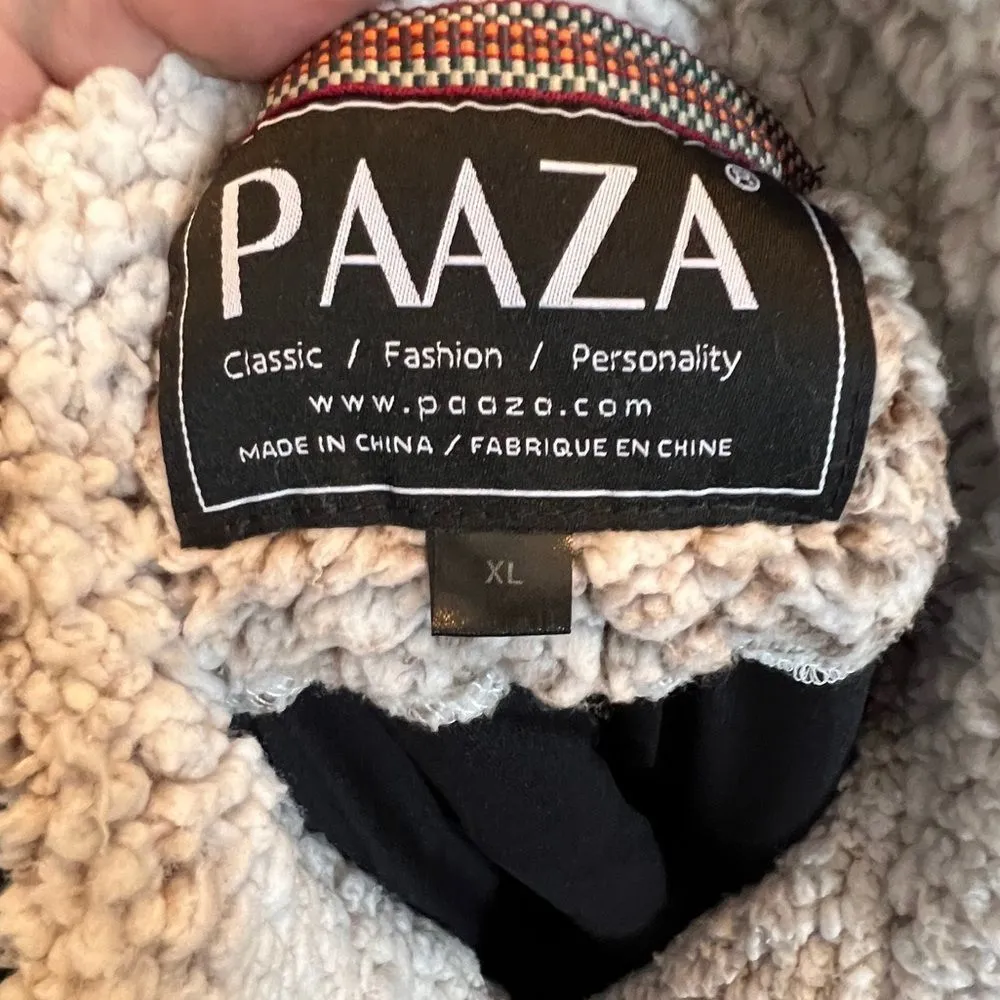 PAAZA®
Classic / Fashion / Personality
www.paaza.com
MADE IN CHINA / FABRIQUE EN CHINE
XL